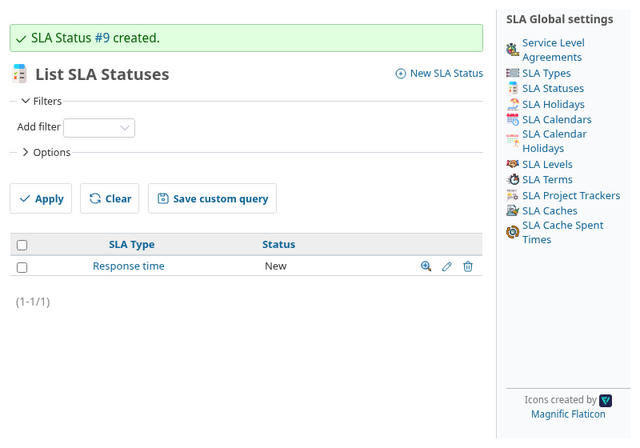 SLA Status #9 created.
List SLA Statuses
New SLA Status
Filters
Add filter
Options
Apply
Clear
Save custom query
SLA Type Status
Response time New
(1-1/1)
SLA Global settings
Service Level
Agreements
SLA Types
SLA Statuses
SLA Holidays
SLA Calendars
SLA Calendar
Holidays
SLA Levels
SLA Terms
SLA Project Trackers
SLA Caches
SLA Cache Spent
Times
Icons created by
Magnific Flaticon